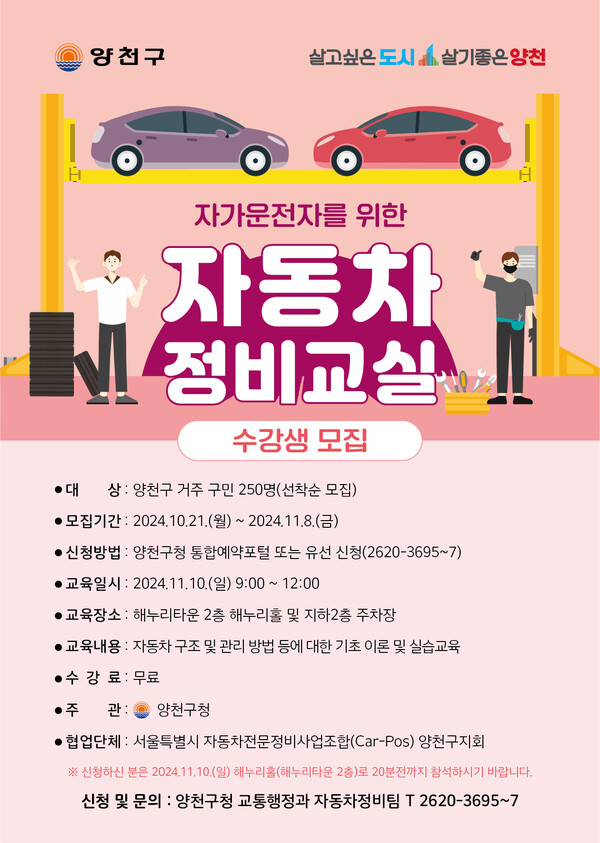 양천구
살고싶은 도시 살기좋은 양천
자가운전자를 위한
자동차
정비교실
수강생 모집
● 대 상 : 양천구 거주 구민 250명(선착순 모집)
● 모집기간 : 2024.10.21.(월) ~ 2024.11.8.(금)
● 신청방법 : 양천구청 통합예약포털 또는 유선 신청(2620-3695~7)
● 교육일시 : 2024.11.10.(일) 9:00 ~ 12:00
● 교육장소 : 해누리타운 2층 해누리홀 및 지하2층 주차장
● 교육내용 : 자동차 구조 및 관리 방법 등에 대한 기초 이론 및 실습교육
● 수 강 료 : 무료
● 주 관 : 양천구청
● 협업단체 : 서울특별시 자동차전문정비사업조합(Car-Pos) 양천구지회
※ 신청하신 분은 2024.11.10.(일) 해누리홀(해누리타운 2층)로 20분전까지 참석하시기 바랍니다.
신청 및 문의 : 양천구청 교통행정과 자동차정비팀 T 2620-3695~7